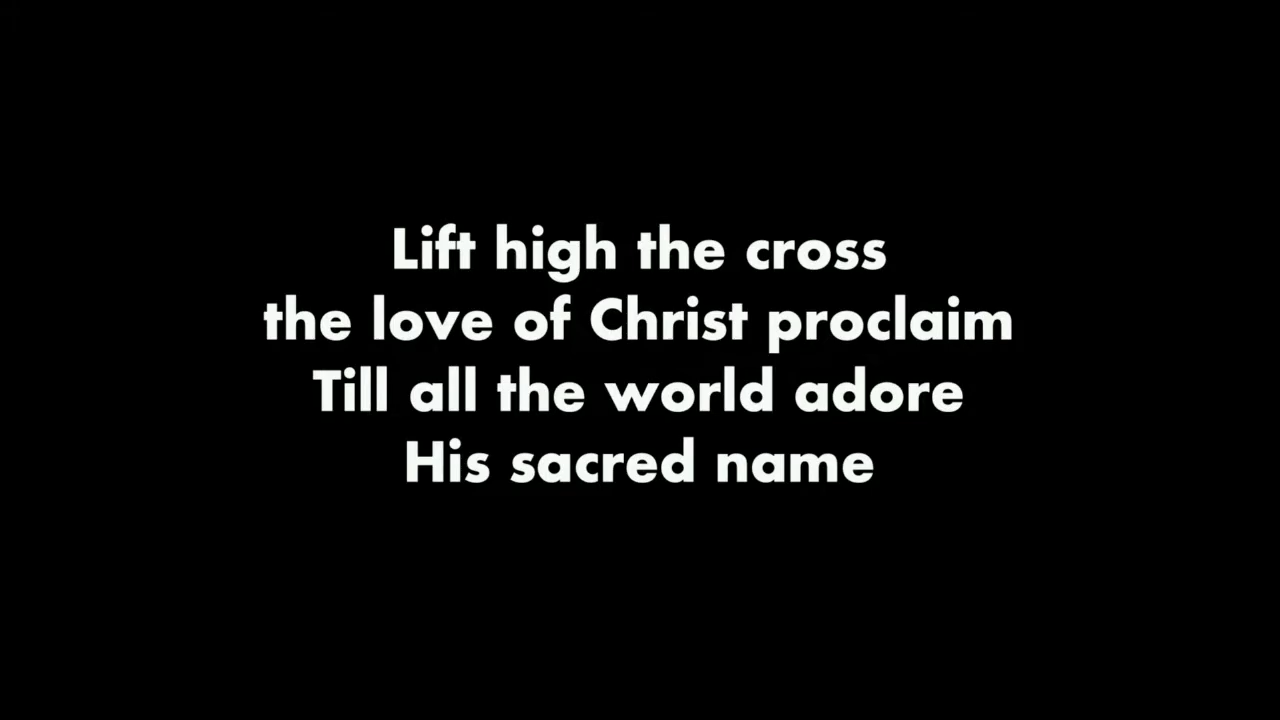 Lift high the cross
the love of Christ proclaim
Till all the world adore
His sacred name